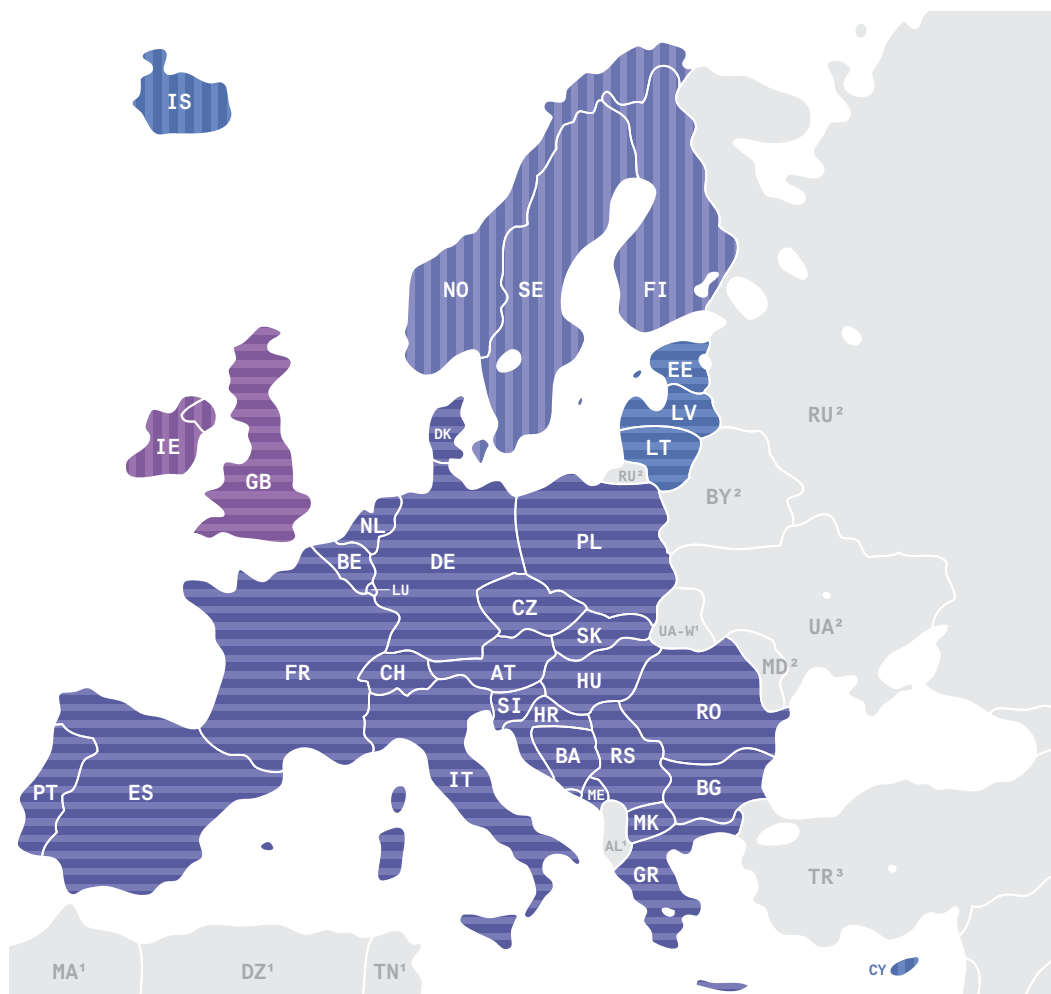 IS
NO
SE
FI
EE
LV
RU²
DK
IE
LT
RU²
GB
BY²
NL
PL
BE
DE
LU
CZ
UA²
SK
UA-W¹
MD²
FR
CH
AT
HU
SI
HR
RO
BA
RS
IT
BG
PT
ES
ME
MK
AL¹
GR
TR³
CY
MA¹
DZ¹
TN¹